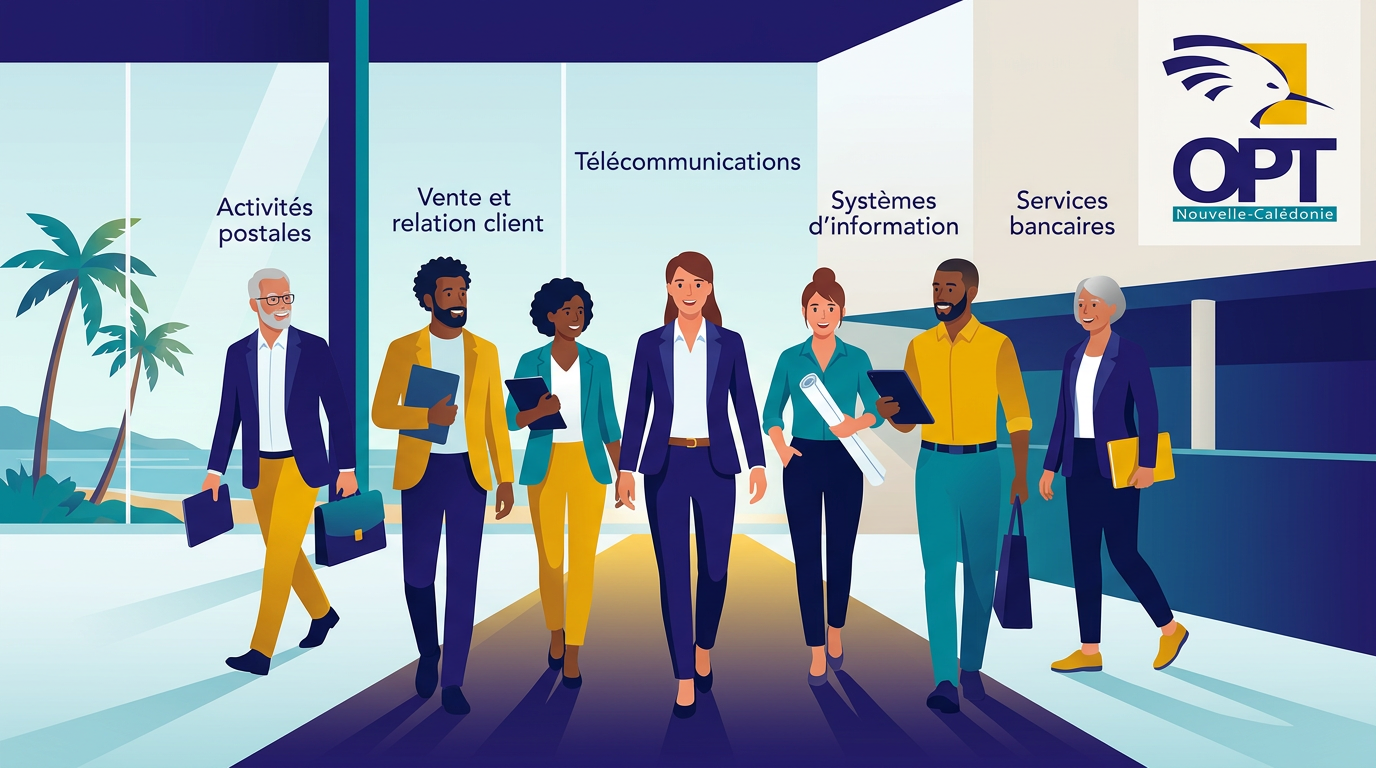 Activités
postales
Vente et
relation client
Télécommunications
Systèmes
d'information
Services
bancaires
OPT
Nouvelle-Calédonie